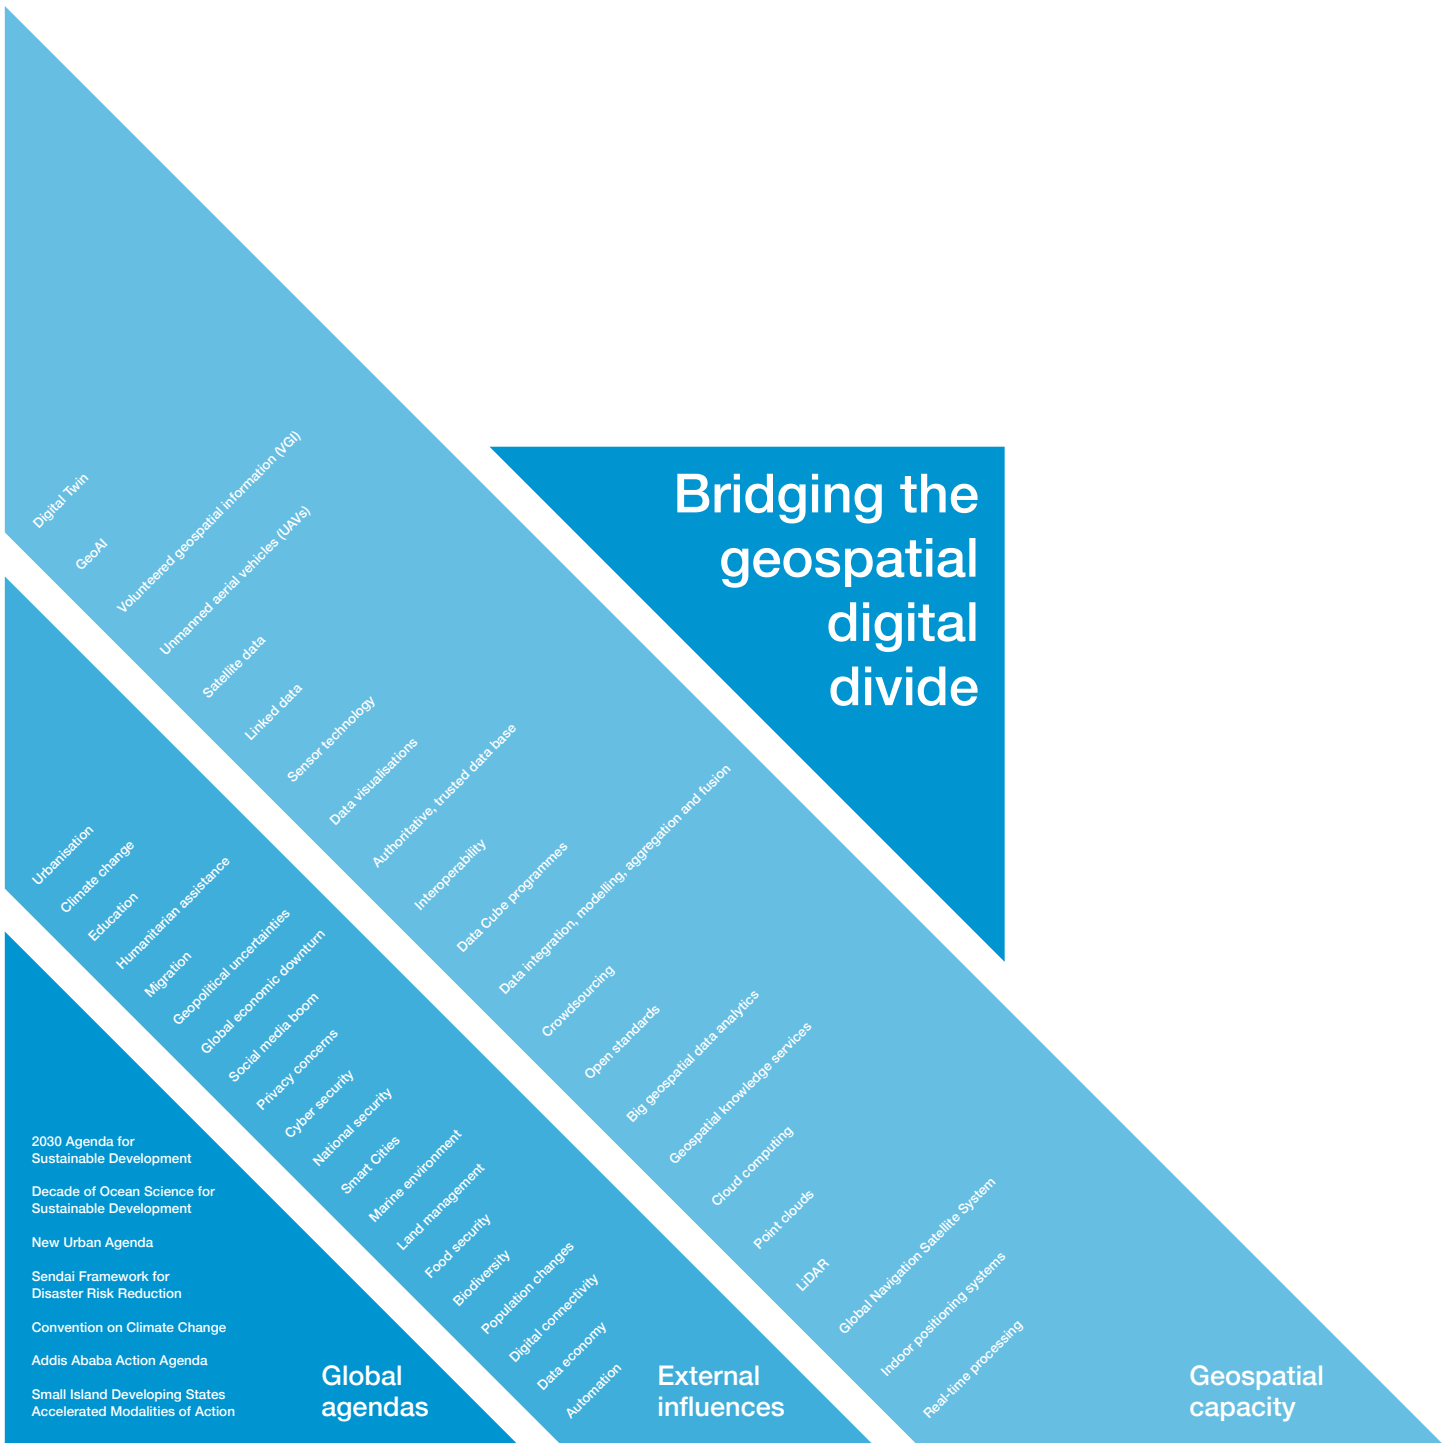 Bridging the
geospatial
digital
divide
Digital Twin
GeoAI
Volunteered geospatial information (VGI)
Unmanned aerial vehicles (UAVs)
Satellite data
Linked data
Sensor technology
Data visualisations
Authoritative, trusted data base
Interoperability
Data Cube programmes
Data integration, modelling, aggregation and fusion
Crowdsourcing
Open standards
Big geospatial data analytics
Geospatial knowledge services
Cloud computing
Point clouds
LiDAR
Global Navigation Satellite System
Indoor positioning systems
Real-time processing
Geospatial
capacity
Urbanisation
Climate change
Education
Humanitarian assistance
Migration
Geopolitical uncertainties
Global economic downturn
Social media boom
Privacy concerns
Cyber security
National security
Smart Cities
Marine environment
Land management
Food security
Biodiversity
Population changes
Digital connectivity
Data economy
Automation
External
influences
2030 Agenda for
Sustainable Development
Decade of Ocean Science for
Sustainable Development
New Urban Agenda
Sendai Framework for
Disaster Risk Reduction
Convention on Climate Change
Addis Ababa Action Agenda
Small Island Developing States
Accelerated Modalities of Action
Global
agendas